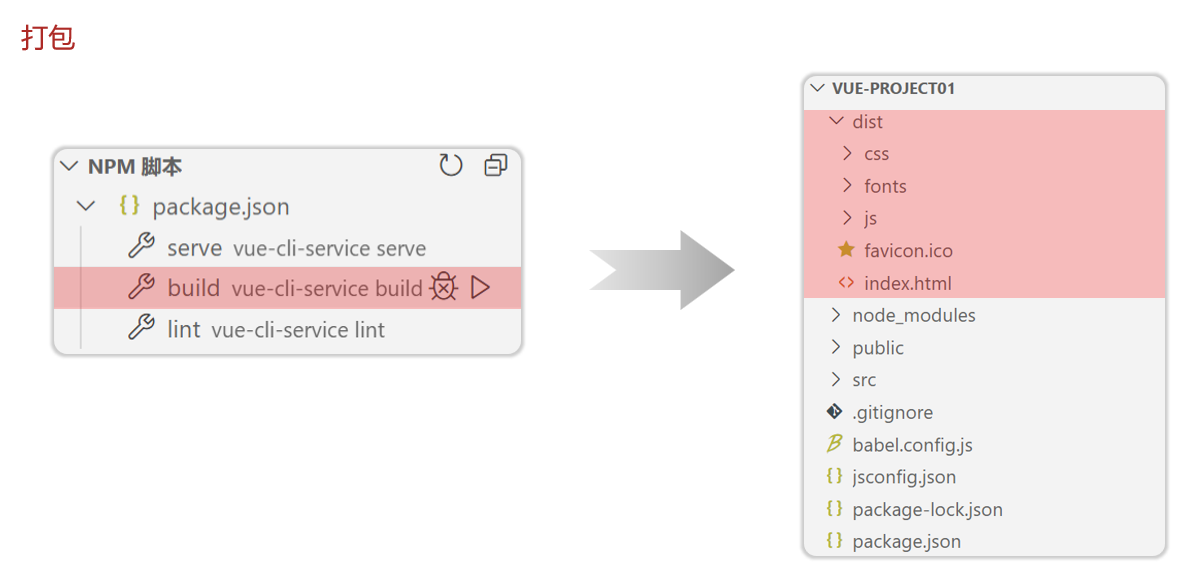 打包
NPM 脚本
{} package.json
serve vue-cli-service serve
build vue-cli-service build
lint vue-cli-service lint
VUE-PROJECT01
dist
css
fonts
js
favicon.ico
<> index.html
node_modules
public
src
.gitignore
babel.config.js
{} jsconfig.json
{} package-lock.json
{} package.json